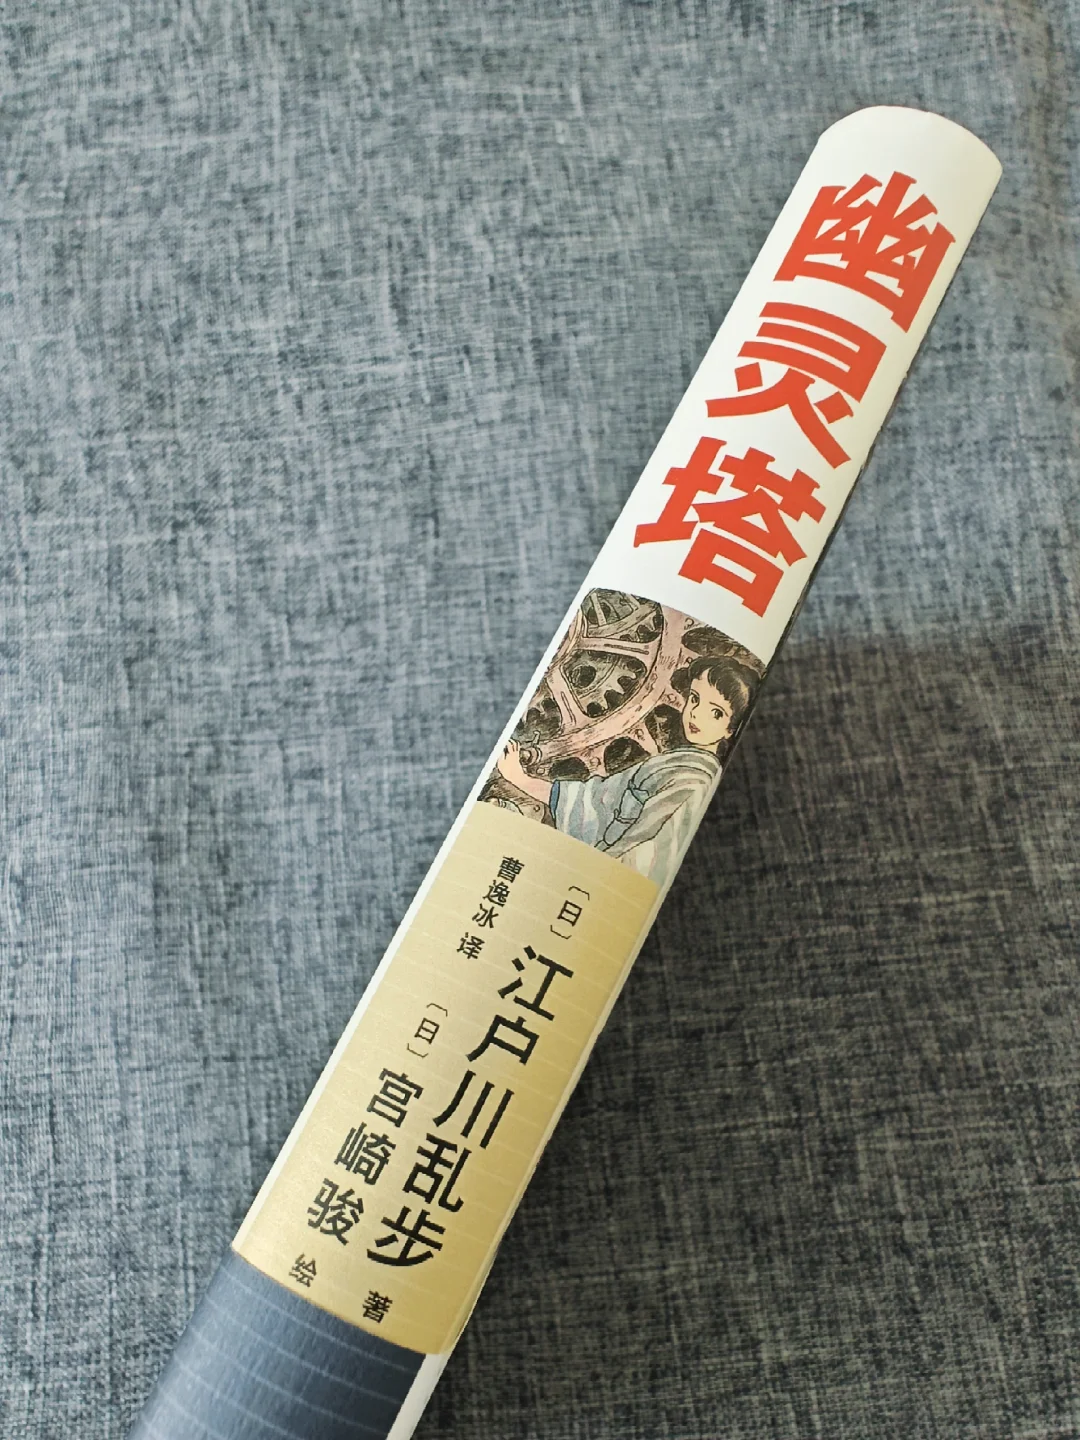 幽灵塔
〔日〕江户川乱步 著
〔日〕宫崎骏 绘
曹逸冰 译